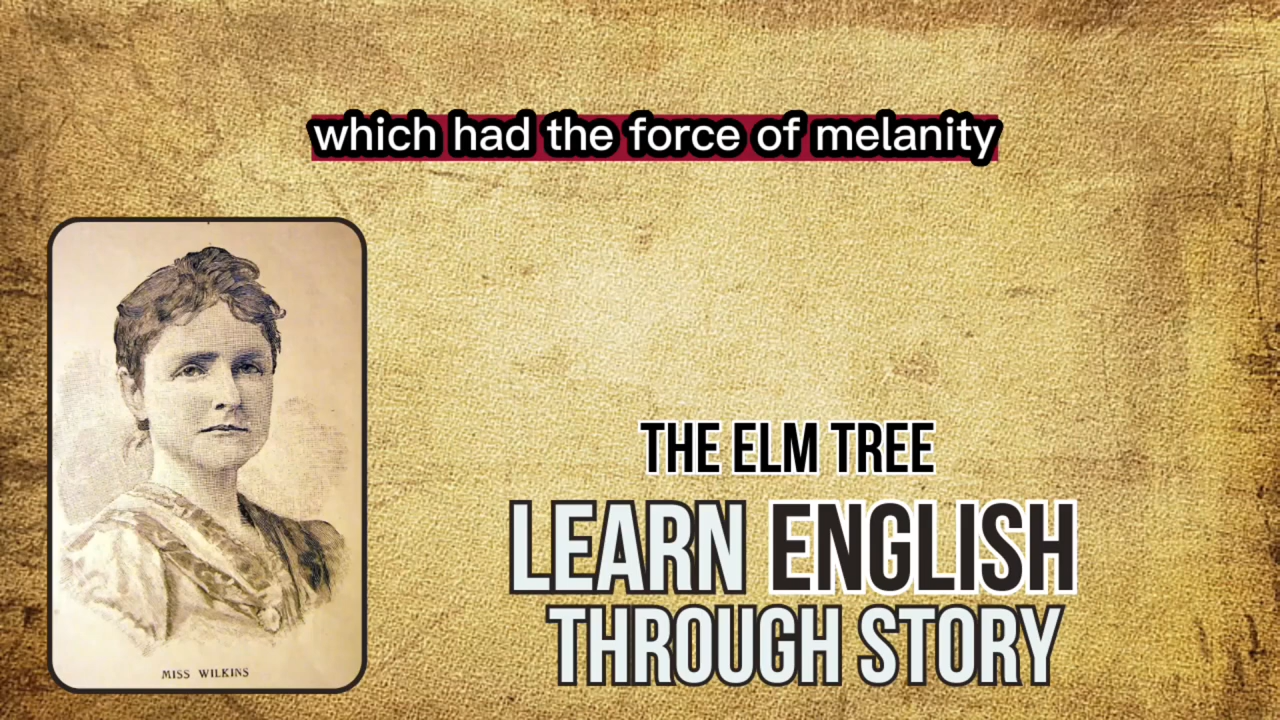 which had the force of melanity
THE ELM TREE
LEARN ENGLISH
THROUGH STORY
MISS WILKINS